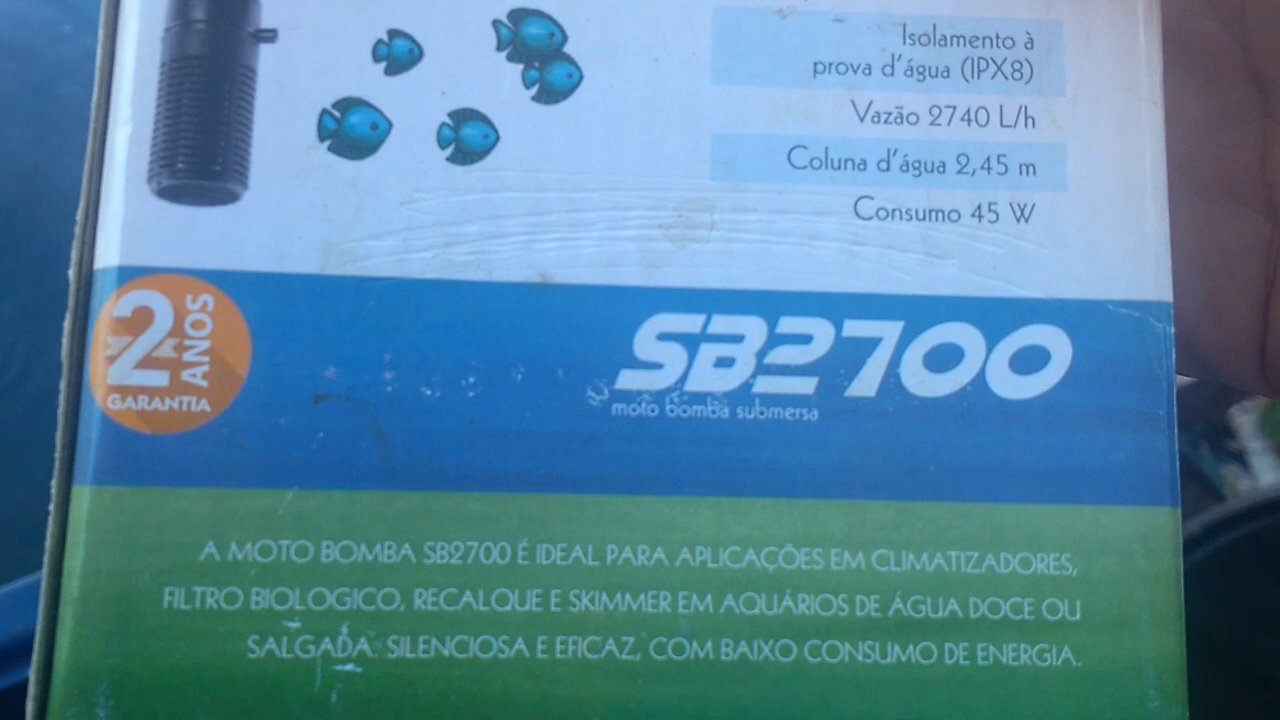 Isolamento à
prova d'água (IPX8)
Vazão 2740 L/h
Coluna d'água 2,45 m
Consumo 45 W
2 ANOS
GARANTIA
SB2700
moto bomba submersa
A MOTO BOMBA SB2700 É IDEAL PARA APLICAÇÕES EM CLIMATIZADORES,
FILTRO BIOLOGICO, RECALQUE E SKIMMER EM AQUÁRIOS DE ÁGUA DOCE OU
SALGADA. SILENCIOSA E EFICAZ, COM BAIXO CONSUMO DE ENERGIA.